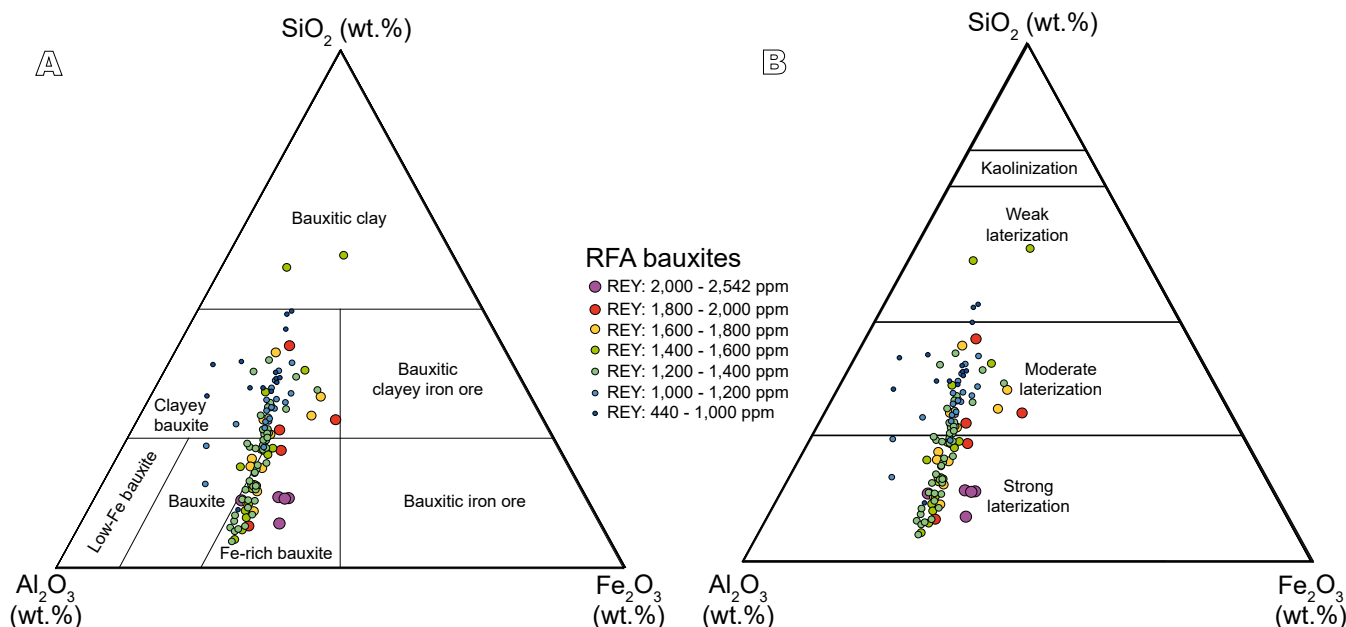 A
SiO₂ (wt.%)
Bauxitic clay
Clayey
bauxite
Bauxitic
clayey iron ore
Low-Fe bauxite
Bauxite
Fe-rich bauxite
Bauxitic iron ore
Al₂O₃
(wt.%)
Fe₂O₃
(wt.%)
RFA bauxites
REY: 2,000 - 2,542 ppm
REY: 1,800 - 2,000 ppm
REY: 1,600 - 1,800 ppm
REY: 1,400 - 1,600 ppm
REY: 1,200 - 1,400 ppm
REY: 1,000 - 1,200 ppm
REY: 440 - 1,000 ppm
B
SiO₂ (wt.%)
Kaolinization
Weak
laterization
Moderate
laterization
Strong
laterization
Al₂O₃
(wt.%)
Fe₂O₃
(wt.%)